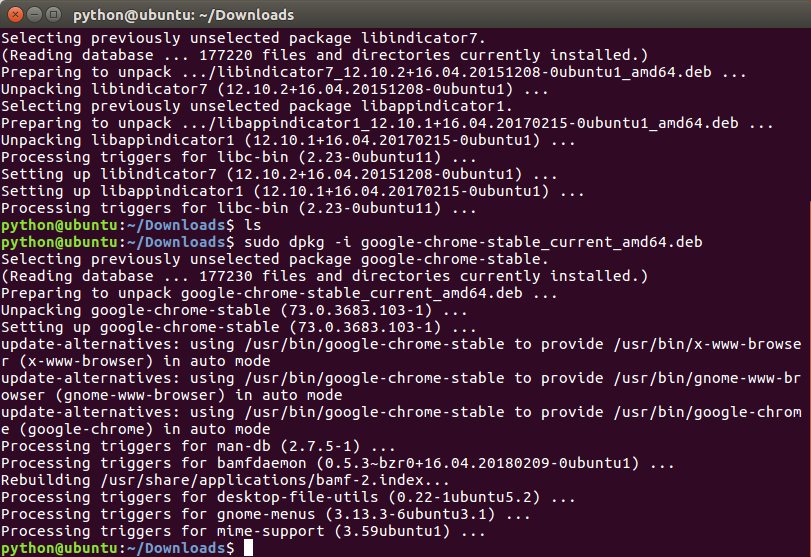 python@ubuntu: ~/Downloads
Selecting previously unselected package libindicator7.
(Reading database ... 177220 files and directories currently installed.)
Preparing to unpack .../libindicator7_12.10.2+16.04.20151208-0ubuntu1_amd64.deb ...
Unpacking libindicator7 (12.10.2+16.04.20151208-0ubuntu1) ...
Selecting previously unselected package libappindicator1.
Preparing to unpack .../libappindicator1_12.10.1+16.04.20170215-0ubuntu1_amd64.deb ...
Unpacking libappindicator1 (12.10.1+16.04.20170215-0ubuntu1) ...
Processing triggers for libc-bin (2.23-0ubuntu11) ...
Setting up libindicator7 (12.10.2+16.04.20151208-0ubuntu1) ...
Setting up libappindicator1 (12.10.1+16.04.20170215-0ubuntu1) ...
Processing triggers for libc-bin (2.23-0ubuntu11) ...
python@ubuntu:~/Downloads$ ls
python@ubuntu:~/Downloads$ sudo dpkg -i google-chrome-stable_current_amd64.deb
Selecting previously unselected package google-chrome-stable.
(Reading database ... 177230 files and directories currently installed.)
Preparing to unpack google-chrome-stable_current_amd64.deb ...
Unpacking google-chrome-stable (73.0.3683.103-1) ...
Setting up google-chrome-stable (73.0.3683.103-1) ...
update-alternatives: using /usr/bin/google-chrome-stable to provide /usr/bin/x-www-browse
r (x-www-browser) in auto mode
update-alternatives: using /usr/bin/google-chrome-stable to provide /usr/bin/gnome-www-br
owser (gnome-www-browser) in auto mode
update-alternatives: using /usr/bin/google-chrome-stable to provide /usr/bin/google-chrom
e (google-chrome) in auto mode
Processing triggers for man-db (2.7.5-1) ...
Processing triggers for bamfdaemon (0.5.3~bzr0+16.04.20180209-0ubuntu1) ...
Rebuilding /usr/share/applications/bamf-2.index...
Processing triggers for desktop-file-utils (0.22-1ubuntu5.2) ...
Processing triggers for gnome-menus (3.13.3-6ubuntu3.1) ...
Processing triggers for mime-support (3.59ubuntu1) ...
python@ubuntu:~/Downloads$